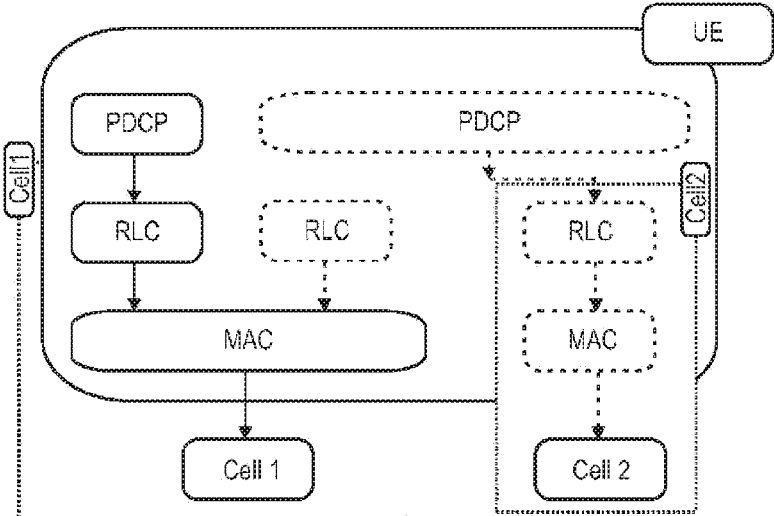 UE
PDCP
PDCP
Cell1
Cell2
RLC
RLC
RLC
MAC
MAC
Cell 1
Cell 2